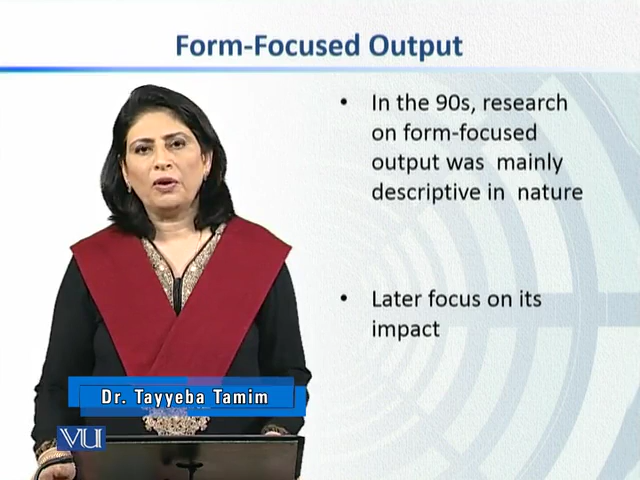 Form-Focused Output
• In the 90s, research
on form-focused
output was mainly
descriptive in nature
• Later focus on its
impact
Dr. Tayyeba Tamim
VU